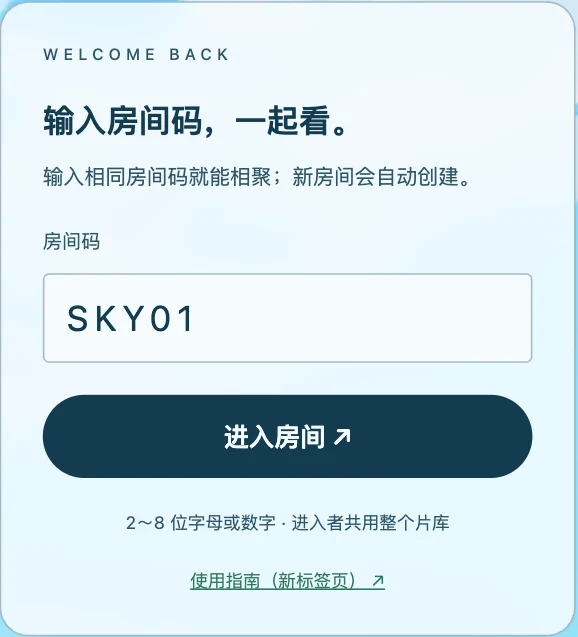 WELCOME BACK
输入房间码，一起看。
输入相同房间码就能相聚；新房间会自动创建。
房间码
SKY01
进入房间 ↗
2～8 位字母或数字 · 进入者共用整个片库
使用指南（新标签页） ↗